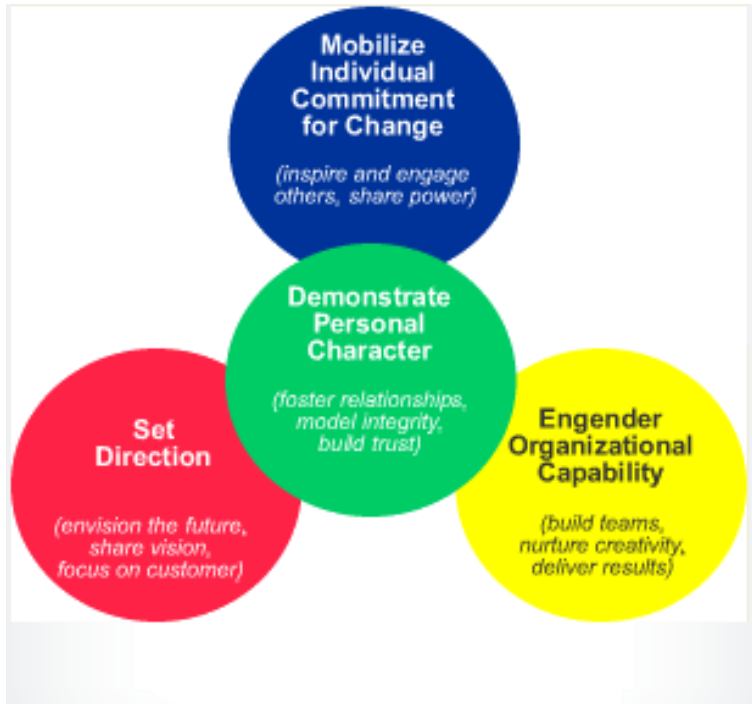 Mobilize
Individual
Commitment
for Change
(inspire and engage
others, share power)
Demonstrate
Personal
Character
(foster relationships,
model integrity,
build trust)
Set
Direction
(envision the future,
share vision,
focus on customer)
Engender
Organizational
Capability
(build teams,
nurture creativity,
deliver results)